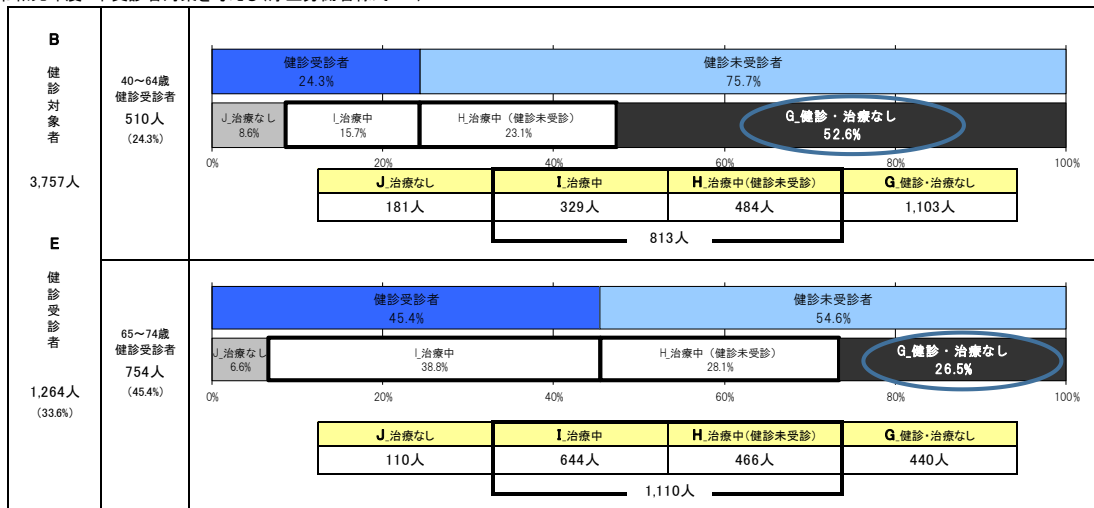 B
健
診
対
象
者
3,757人
E
健
診
受
診
者
1,264人
(33.6%)
40～64歳
健診受診者
510人
(24.3%)
健診受診者
24.3%
健診未受診者
75.7%
J_治療なし
8.6%
I_治療中
15.7%
H_治療中（健診未受診）
23.1%
G_健診・治療なし
52.6%
0%
20%
40%
60%
80%
100%
J_治療なし
I_治療中
H_治療中(健診未受診)
G_健診・治療なし
181人
329人
484人
1,103人
813人
65～74歳
健診受診者
754人
(45.4%)
健診受診者
45.4%
健診未受診者
54.6%
J_治療なし
6.6%
I_治療中
38.8%
H_治療中（健診未受診）
28.1%
G_健診・治療なし
26.5%
0%
20%
40%
60%
80%
100%
J_治療なし
I_治療中
H_治療中(健診未受診)
G_健診・治療なし
110人
644人
466人
440人
1,110人